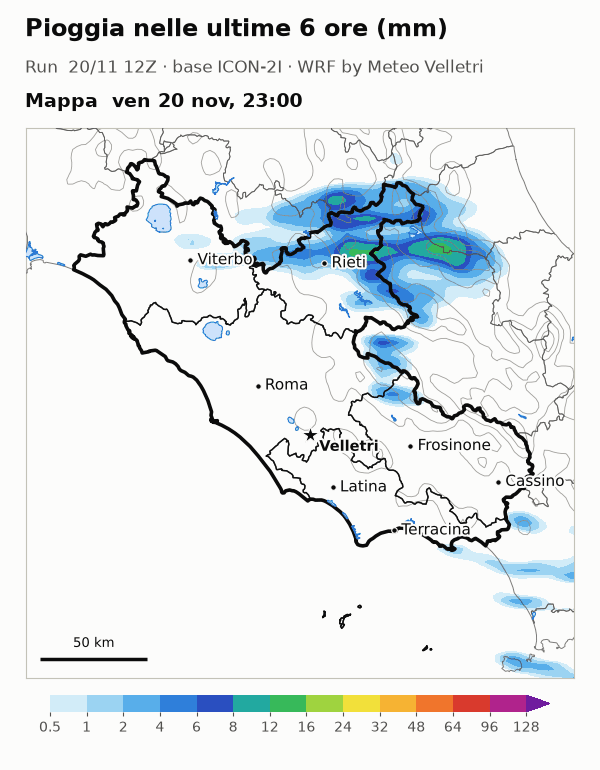 Pioggia nelle ultime 6 ore (mm)
Run  20/11 12Z · base ICON-2I · WRF by Meteo Velletri
Mappa  ven 20 nov, 23:00
Viterbo
Rieti
Roma
Velletri
Frosinone
Cassino
Latina
Terracina
50 km
0.5 1 2 4 6 8 12 16 24 32 48 64 96 128